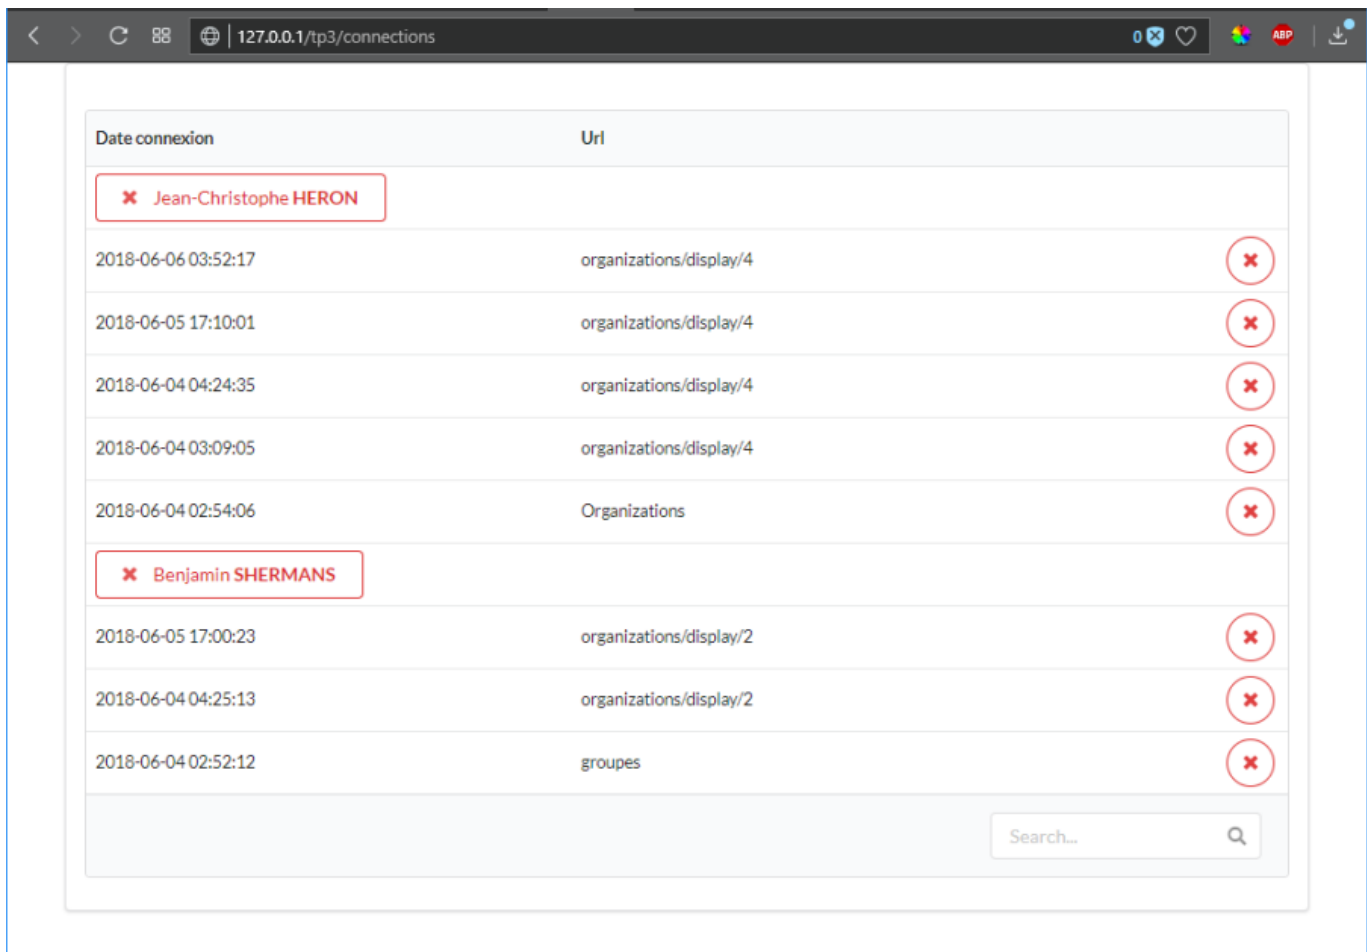 127.0.0.1/tp3/connections 0 ABP
Date connexion Url
Jean-Christophe HERON
2018-06-06 03:52:17 organizations/display/4
2018-06-05 17:10:01 organizations/display/4
2018-06-04 04:24:35 organizations/display/4
2018-06-04 03:09:05 organizations/display/4
2018-06-04 02:54:06 Organizations
Benjamin SHERMANS
2018-06-05 17:00:23 organizations/display/2
2018-06-04 04:25:13 organizations/display/2
2018-06-04 02:52:12 groupes
Search...